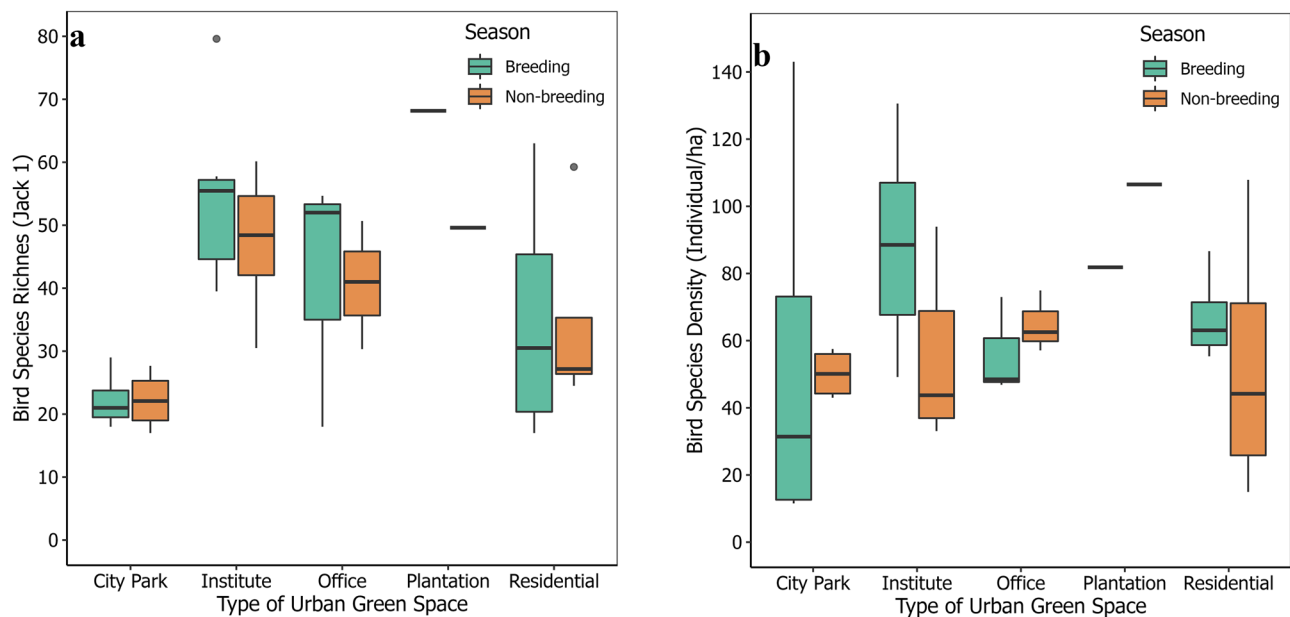 a
Season
Breeding
Non-breeding
80
70
60
50
40
30
20
10
0
Bird Species Richnes (Jack 1)
City Park Institute Office Plantation Residential
Type of Urban Green Space
b
Season
Breeding
Non-breeding
140
120
100
80
60
40
20
0
Bird Species Density (Individual/ha)
City Park Institute Office Plantation Residential
Type of Urban Green Space